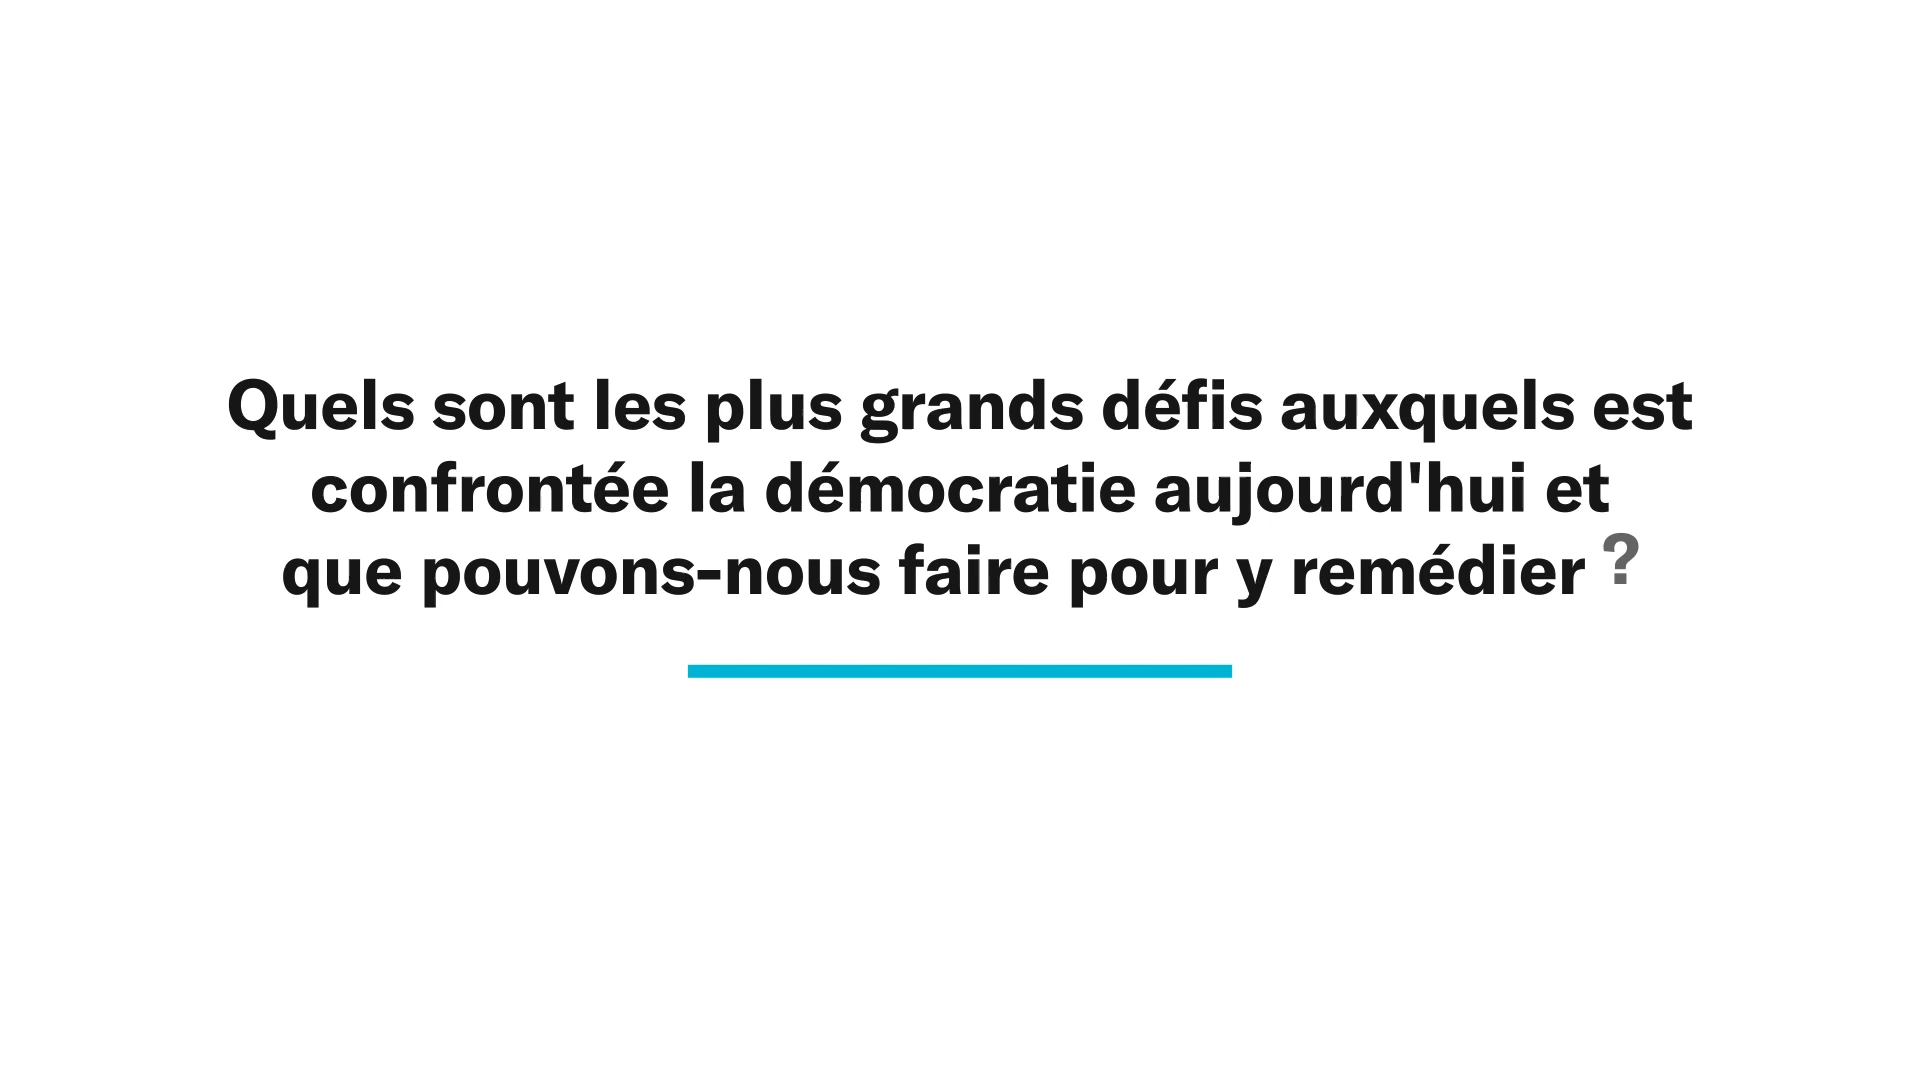 Quels sont les plus grands défis auxquels est
confrontée la démocratie aujourd'hui et
que pouvons-nous faire pour y remédier ?